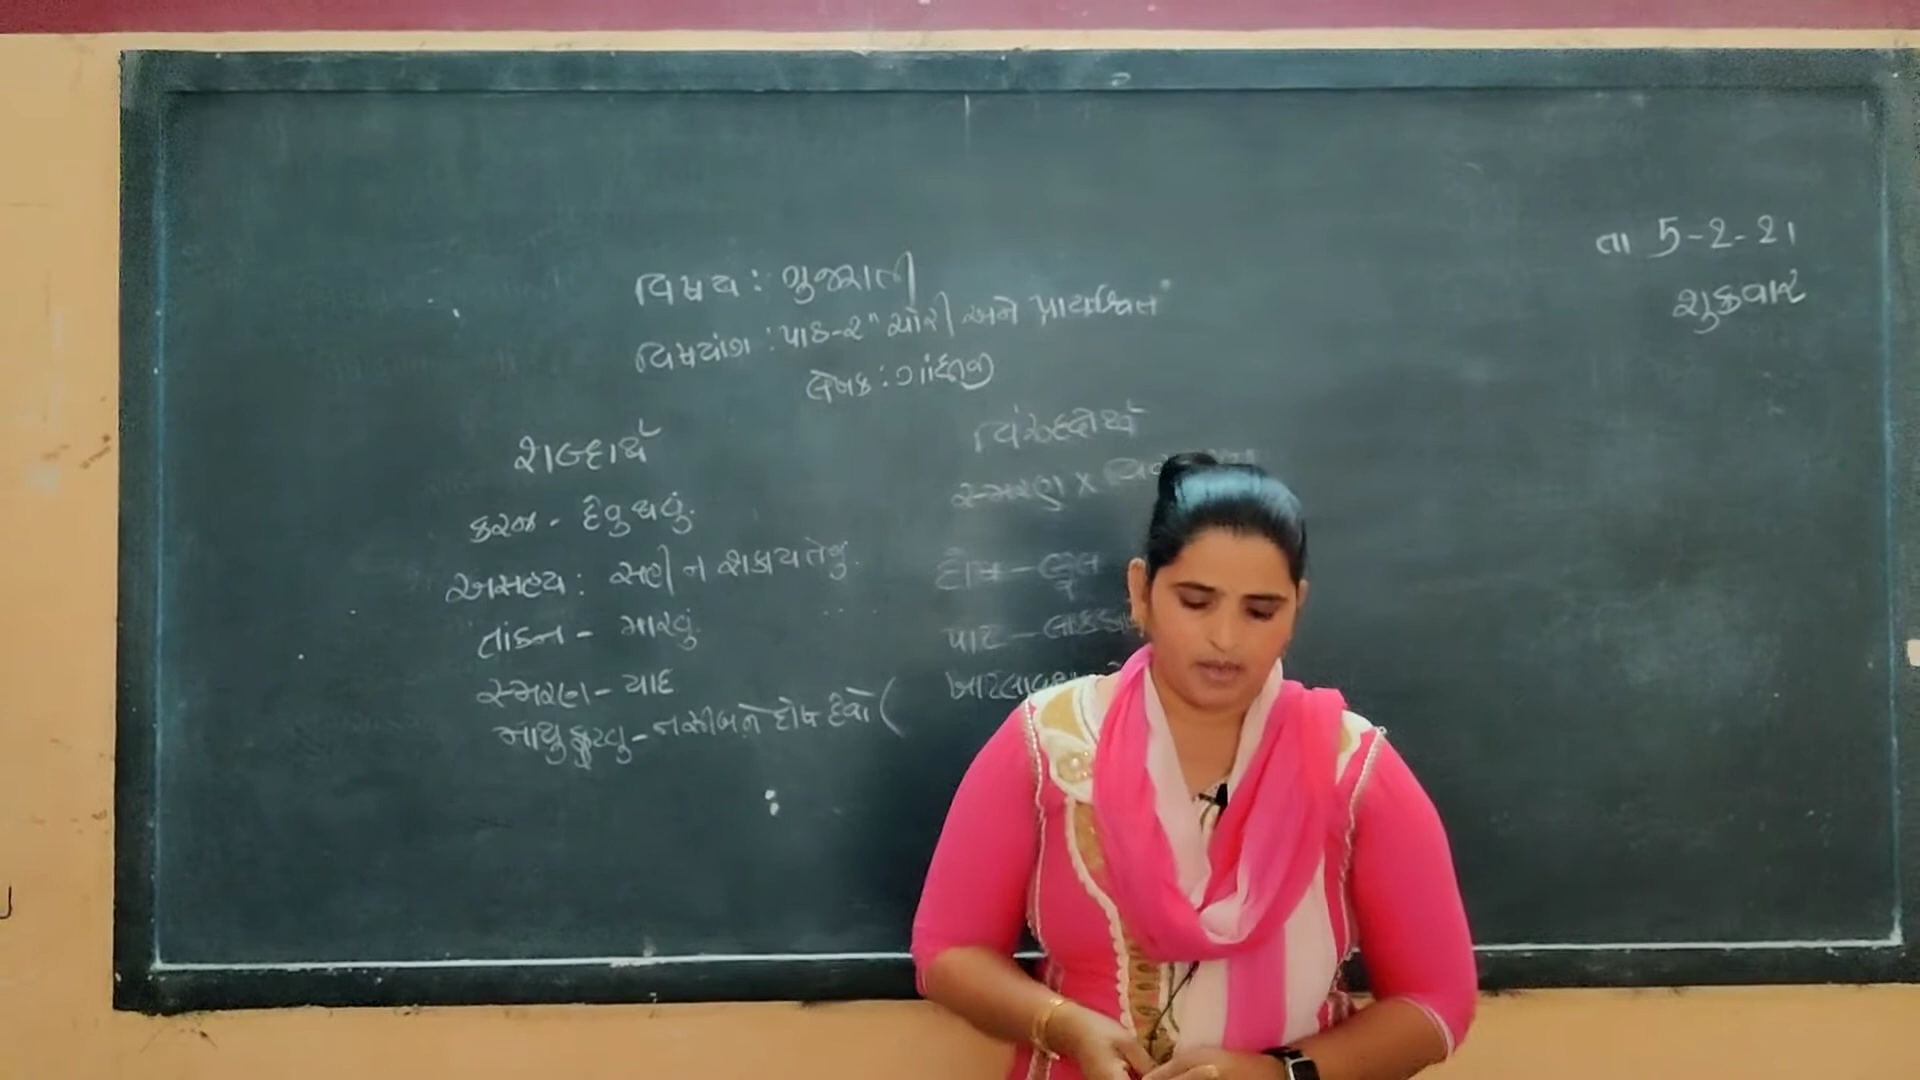 તા 5-2-21
શુક્રવાર
વિષય : ગુજરાતી
વિષયાંગ : પાઠ-૨ " ચોરી અને પ્રાયશ્ચિત "
લેખક : ગાંધીજી
શબ્દાર્થ
કરજ - દેવુ થવું.
અસહ્ય : સહી ન શકાય તેવું.
તાંડન - મારવું.
સ્મરણ - યાદ
માથુ કુટવુ - નસીબને દોષ દેવો (
વિરુદ્ધાર્થી
સ્મરણ x
દોષ - ભૂલ
પાટ -